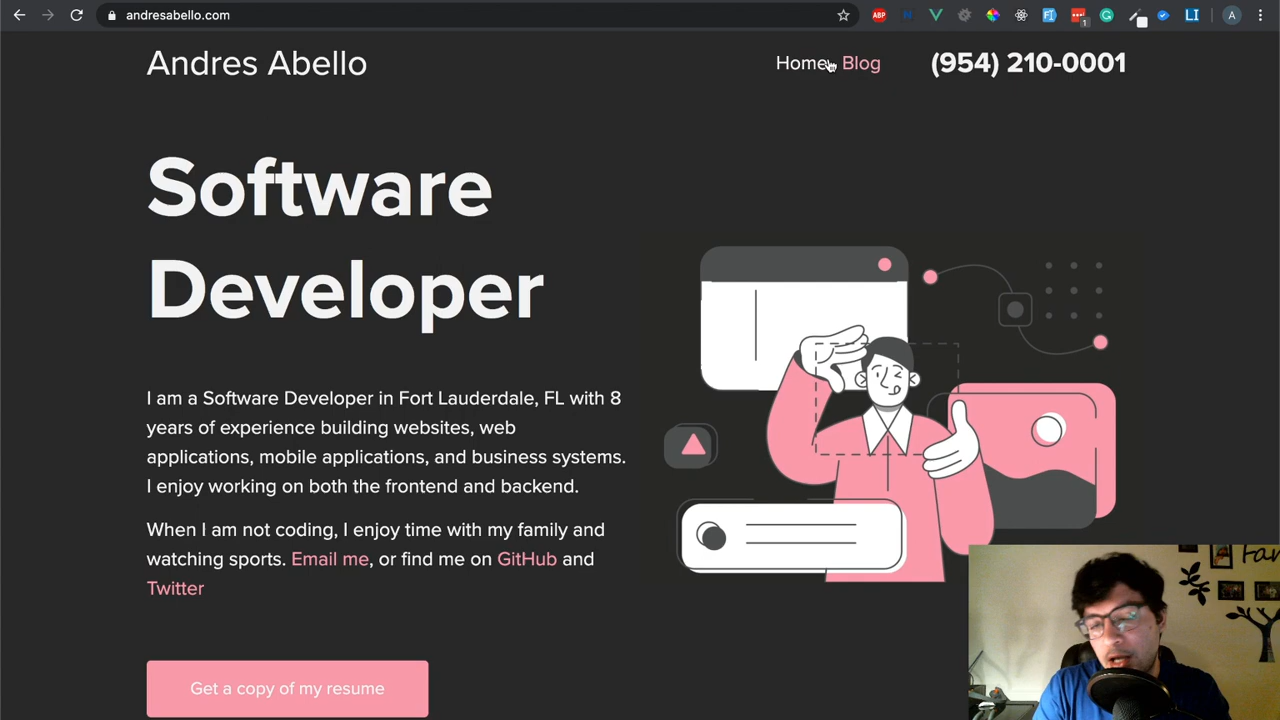 andresabello.com
ABP
1
LI
A
Andres Abello
Home
Blog
(954) 210-0001
Software
Developer
I am a Software Developer in Fort Lauderdale, FL with 8
years of experience building websites, web
applications, mobile applications, and business systems.
I enjoy working on both the frontend and backend.
When I am not coding, I enjoy time with my family and
watching sports. Email me, or find me on GitHub and
Twitter
Get a copy of my resume